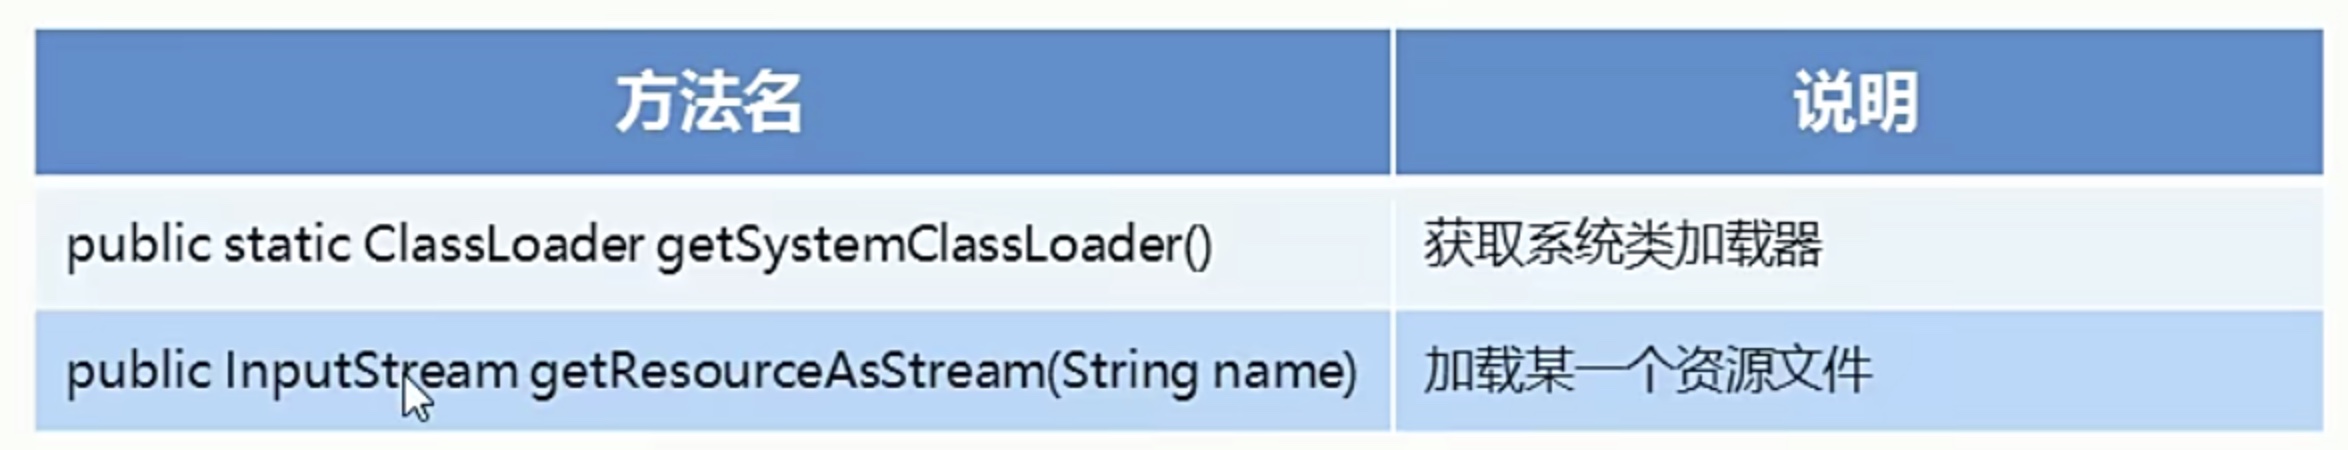 方法名 说明
public static ClassLoader getSystemClassLoader() 获取系统类加载器
public InputStream getResourceAsStream(String name) 加载某一个资源文件